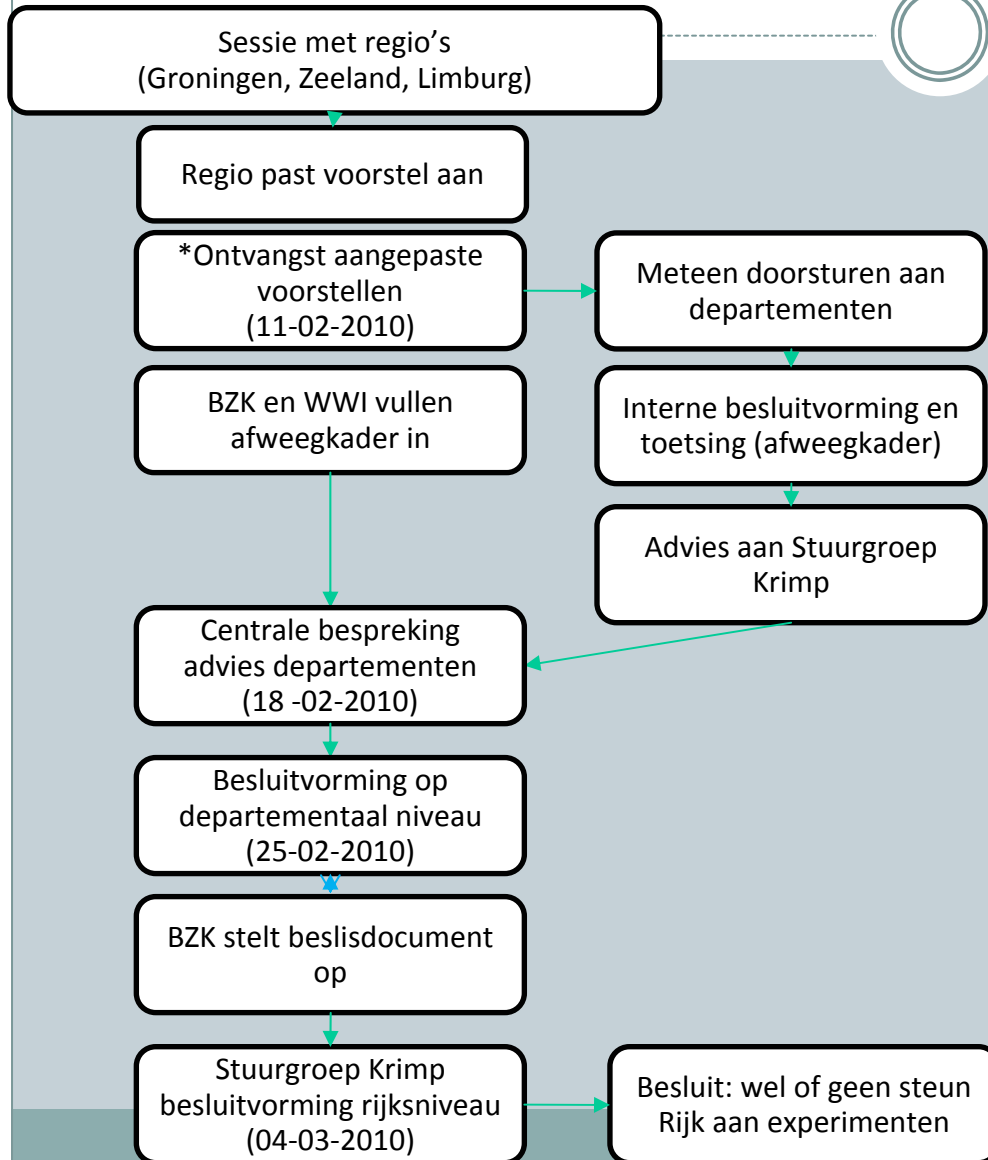 Sessie met regio’s
(Groningen, Zeeland, Limburg)
Regio past voorstel aan
*Ontvangst aangepaste
voorstellen
(11-02-2010)
Meteen doorsturen aan
departementen
BZK en WWI vullen
afweegkader in
Interne besluitvorming en
toetsing (afweegkader)
Advies aan Stuurgroep
Krimp
Centrale bespreking
advies departementen
(18 -02-2010)
Besluitvorming op
departementaal niveau
(25-02-2010)
BZK stelt beslisdocument
op
Stuurgroep Krimp
besluitvorming rijksniveau
(04-03-2010)
Besluit: wel of geen steun
Rijk aan experimenten